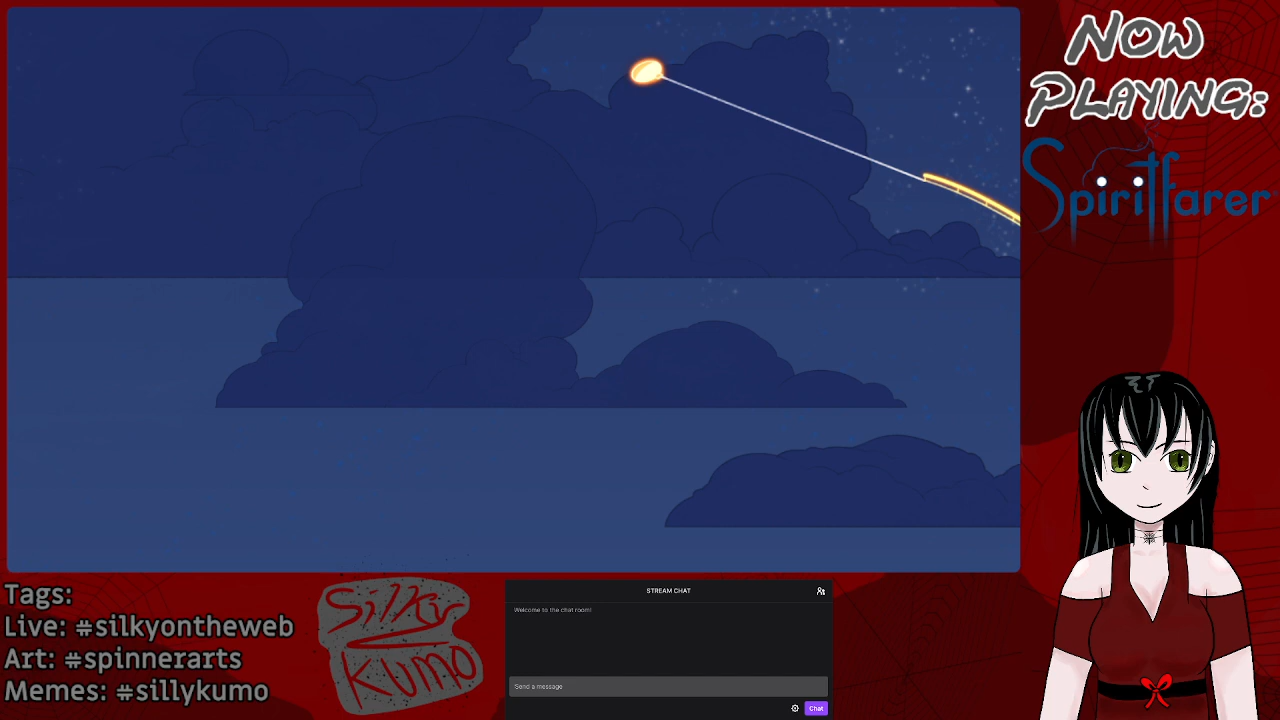 Now
Playing:
Spiritfarer
Tags:
Live: #silkyontheweb
Art: #spinnerarts
Memes: #sillykumo
Silky
Kumo
STREAM CHAT
Welcome to the chat room!
Send a message
Chat